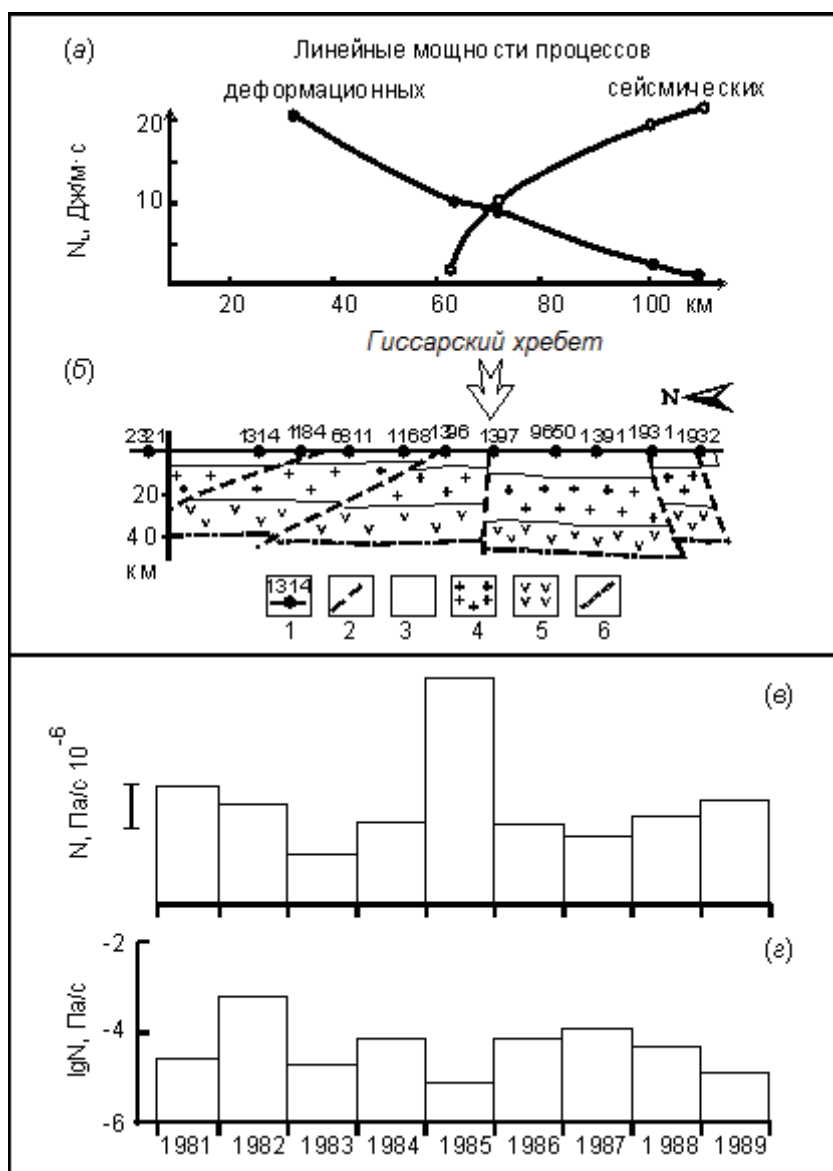 (а)
Линейные мощности процессов
деформационных
сейсмических
20
10
N_L, Дж/м·с
20 40 60 80 100 км
Гиссарский хребет
(б)
N
2321 1314 1184 6811 1168 1396 1397 9650 1391 1931 1932
20
40
км
1314
1 2 3 4 5 6
(в)
N, Па/с 10^-6
(г)
-2
-4
-6
lgN, Па/с
1981 1982 1983 1984 1985 1986 1987 1988 1989